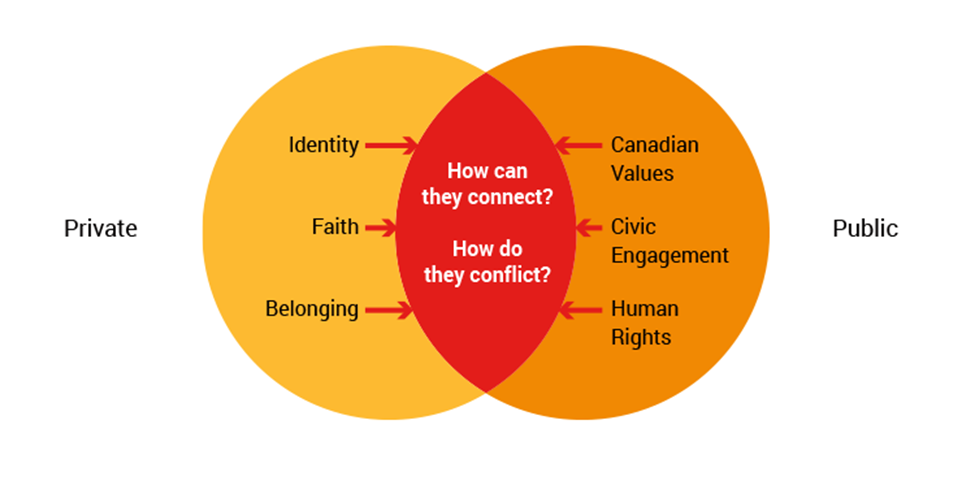 Private
Identity
Faith
Belonging
How can
they connect?
How do
they conflict?
Canadian
Values
Civic
Engagement
Human
Rights
Public